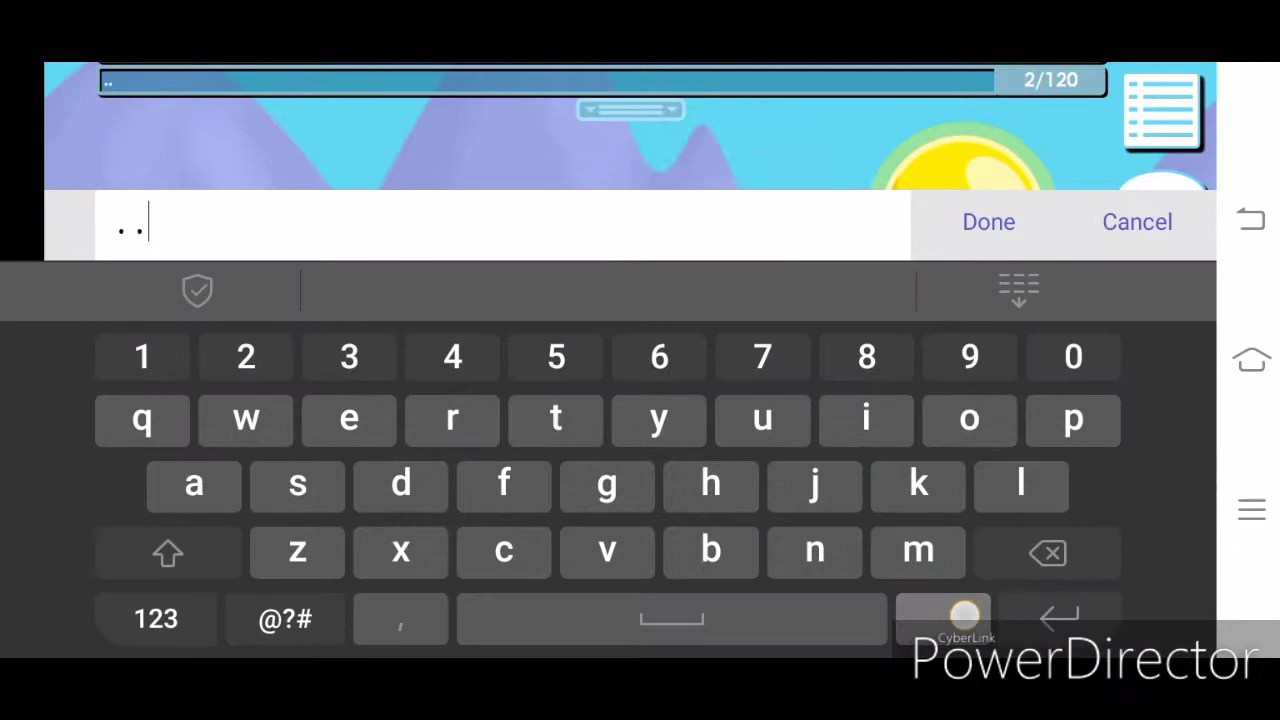 .. 2/120
.. Done Cancel
1 2 3 4 5 6 7 8 9 0
q w e r t y u i o p
a s d f g h j k l
z x c v b n m
123 @?# ,
CyberLink
PowerDirector